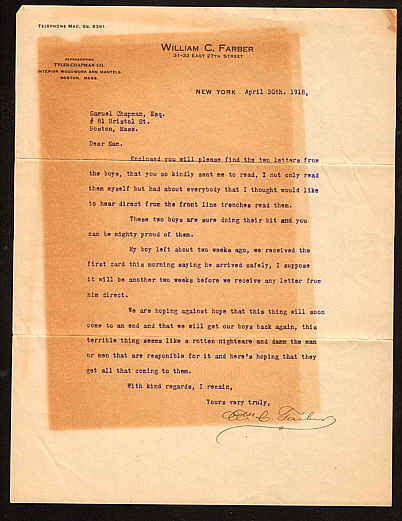 TELEPHONE MAD. SQ. 8361
WILLIAM C. FARBER
31-33 EAST 27TH STREET
REPRESENTING
TYLER-CHAPMAN CO.
INTERIOR WOODWORK AND MANTELS
BOSTON, MASS.
NEW YORK April 30th. 1918,
Samuel Chapman, Esq.
# 81 Bristol St.
Boston, Mass.
Dear Sam.
Enclosed you will please find the ten letters from
the boys, that you so kindly sent me to read, I not only read
them myself but had about everybody that I thought would like
to hear direct from the front line trenches read them.
These two boys are sure doing their bit and you
can be mighty proud of them.
My boy left about two weeks ago, we received the
first card this morning saying he arrived safely, I suppose
it will be another two weeks before we receive any letter from
him direct.
We are hoping against hope that this thing will soon
come to an end and that we will get our boys back again, this
terrible thing seems like a rotten nightmare and damn the man
or men that are responsible for it and here's hoping that they
get all that coming to them.
With kind regards, I remain,
Yours very truly,
Wm C. Farber